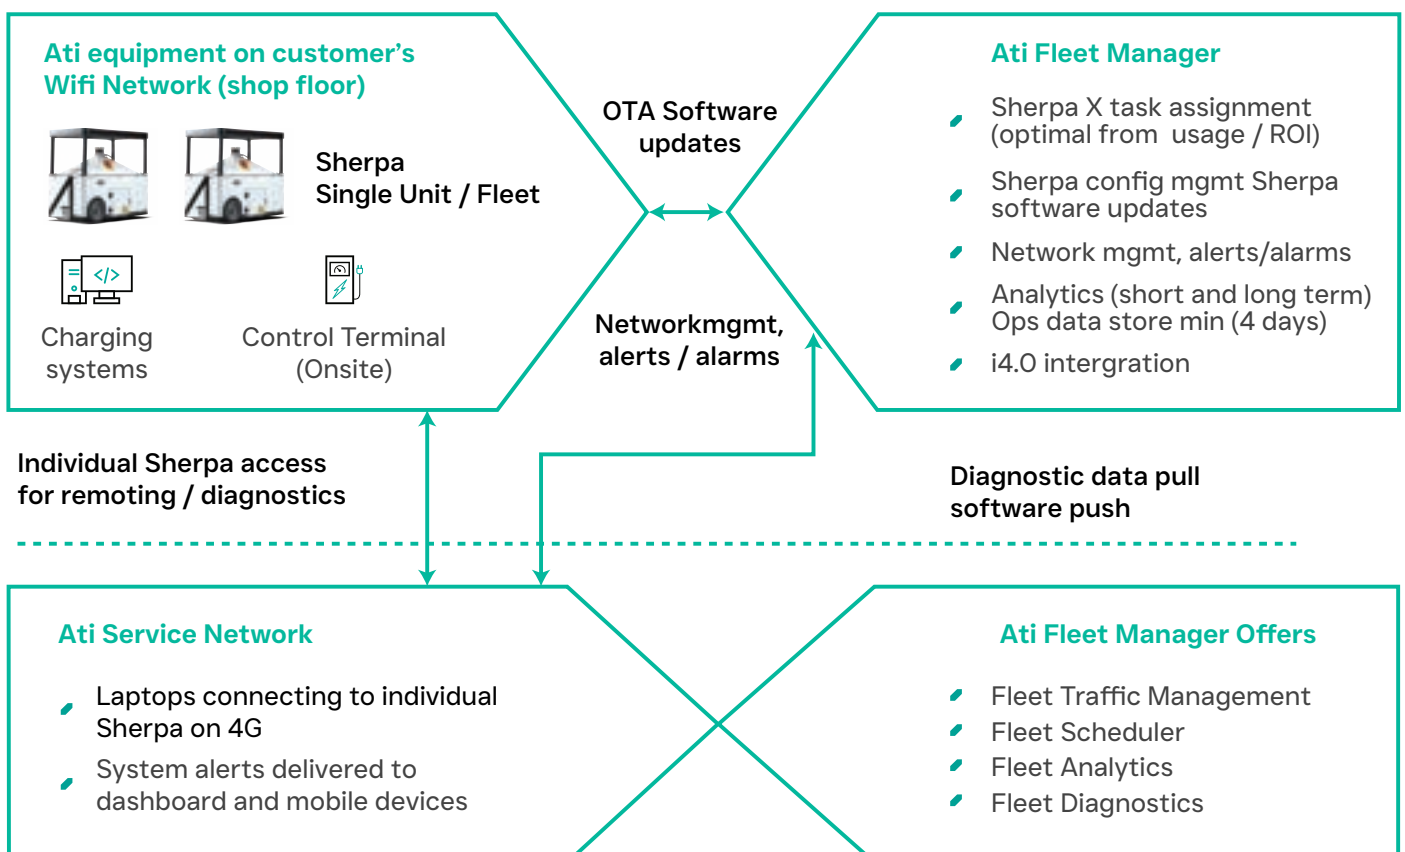 Ati equipment on customer's
Wifi Network (shop floor)
Sherpa
Single Unit / Fleet
</>
Charging
systems
Control Terminal
(Onsite)
OTA Software
updates
Networkmgmt,
alerts / alarms
Ati Fleet Manager
Sherpa X task assignment
(optimal from usage / ROI)
Sherpa config mgmt Sherpa
software updates
Network mgmt, alerts/alarms
Analytics (short and long term)
Ops data store min (4 days)
i4.0 intergration
Individual Sherpa access
for remoting / diagnostics
Diagnostic data pull
software push
Ati Service Network
Laptops connecting to individual
Sherpa on 4G
System alerts delivered to
dashboard and mobile devices
Ati Fleet Manager Offers
Fleet Traffic Management
Fleet Scheduler
Fleet Analytics
Fleet Diagnostics